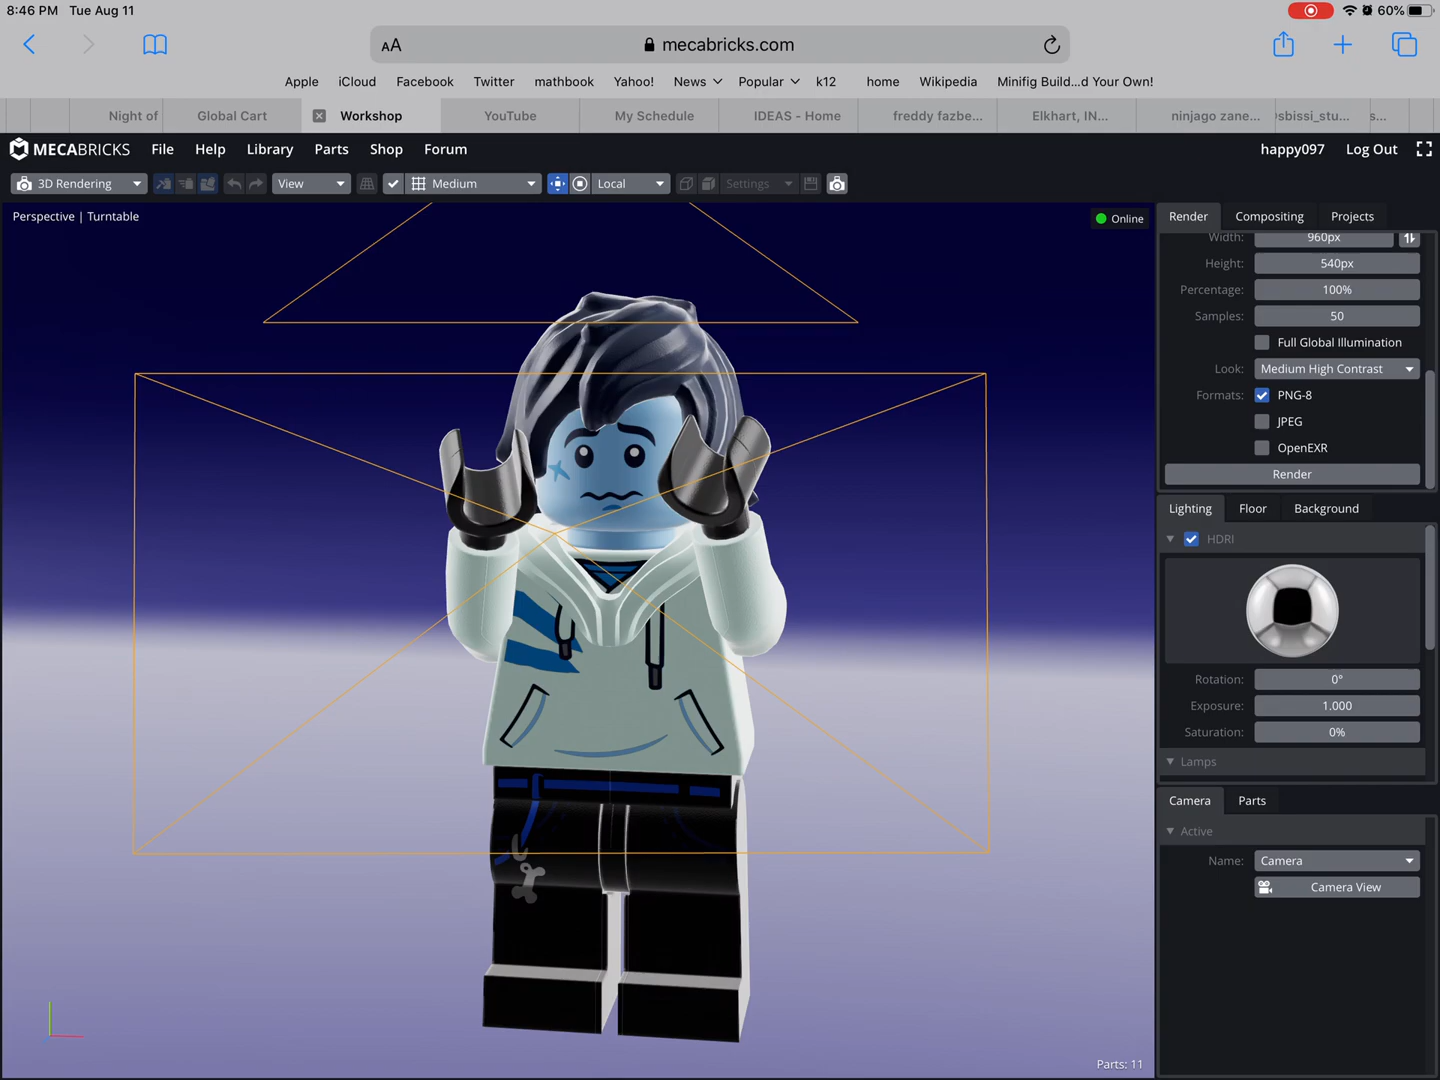 8:46 PM Tue Aug 11
60%
AA mecabricks.com
Apple iCloud Facebook Twitter mathbook Yahoo! News Popular k12 home Wikipedia Minifig Build...d Your Own!
Night of Global Cart Workshop YouTube My Schedule IDEAS - Home freddy fazbe... Elkhart, IN,... ninjago zane... sbissi_stu... s...
MECABRICKS File Help Library Parts Shop Forum happy097 Log Out
3D Rendering View Medium Local Settings
Perspective | Turntable
Online
Render Compositing Projects
Width: 960px
Height: 540px
Percentage: 100%
Samples: 50
Full Global Illumination
Look: Medium High Contrast
Formats: PNG-8
JPEG
OpenEXR
Render
Lighting Floor Background
HDRI
Rotation: 0°
Exposure: 1.000
Saturation: 0%
Lamps
Camera Parts
Active
Name: Camera
Camera View
Parts: 11